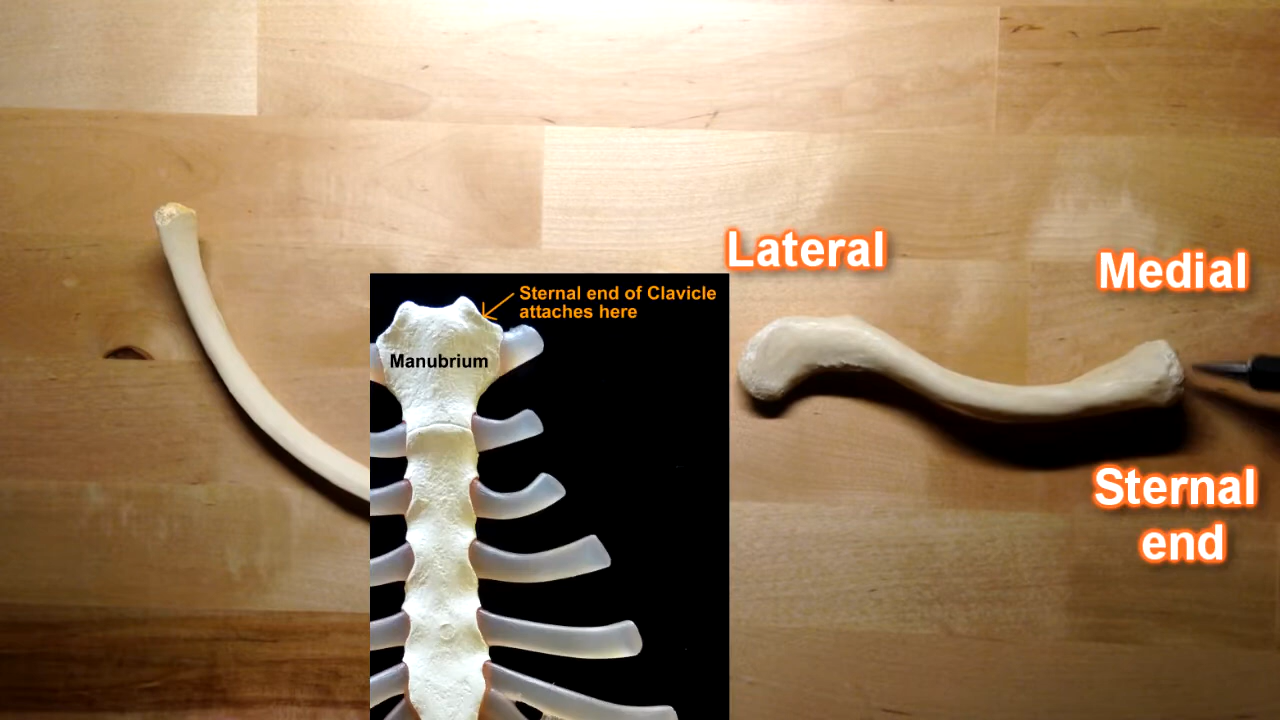 Lateral
Medial
Sternal end of Clavicle
attaches here
Manubrium
Sternal
end